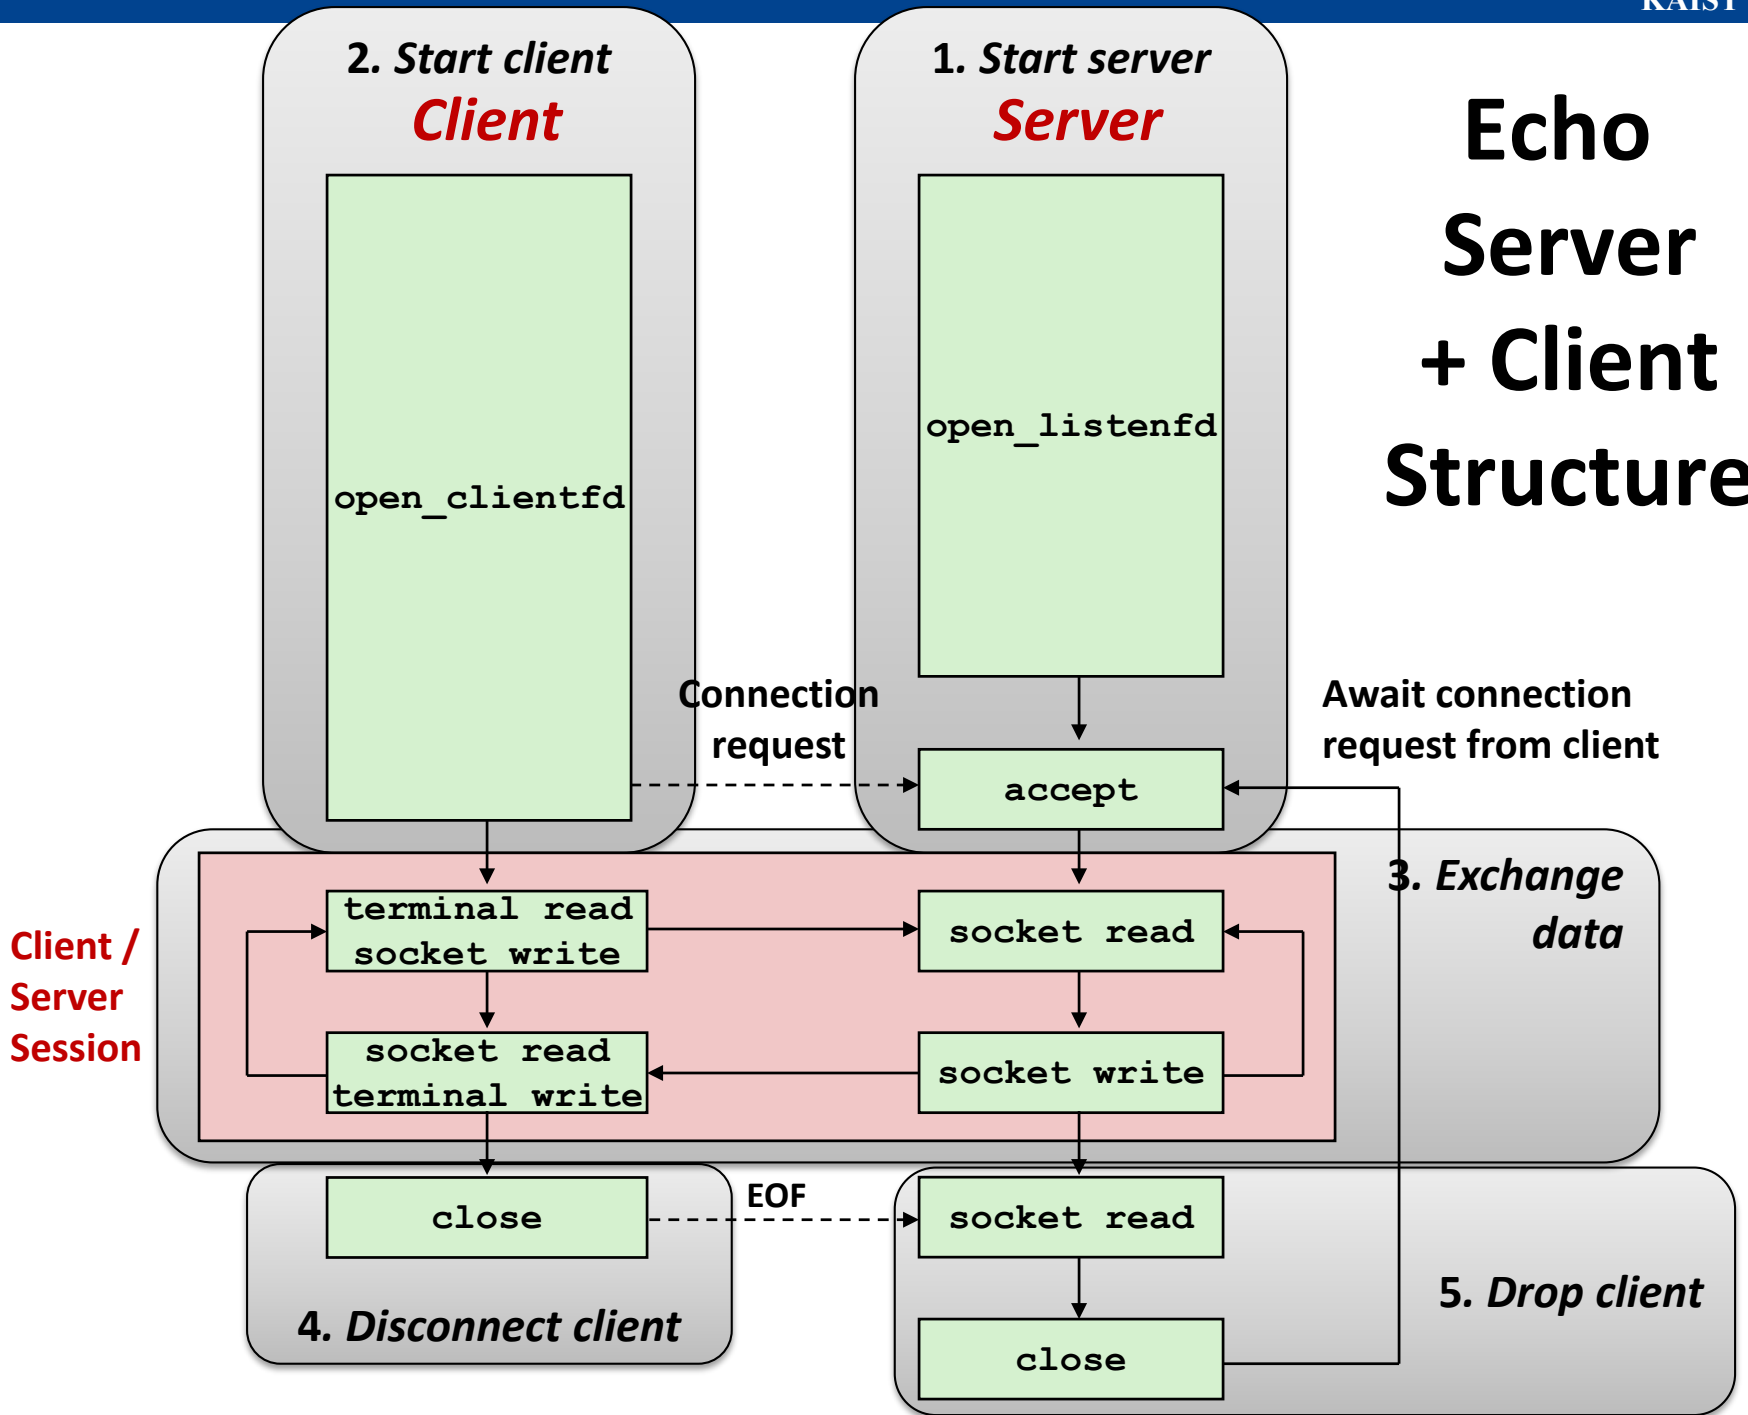 KAIST
2. Start client
Client
1. Start server
Server
Echo
Server
+ Client
Structure
open_listenfd
open_clientfd
Connection
request
Await connection
request from client
accept
3. Exchange
data
Client /
Server
Session
terminal read
socket write
socket read
socket read
terminal write
socket write
close
EOF
socket read
4. Disconnect client
5. Drop client
close